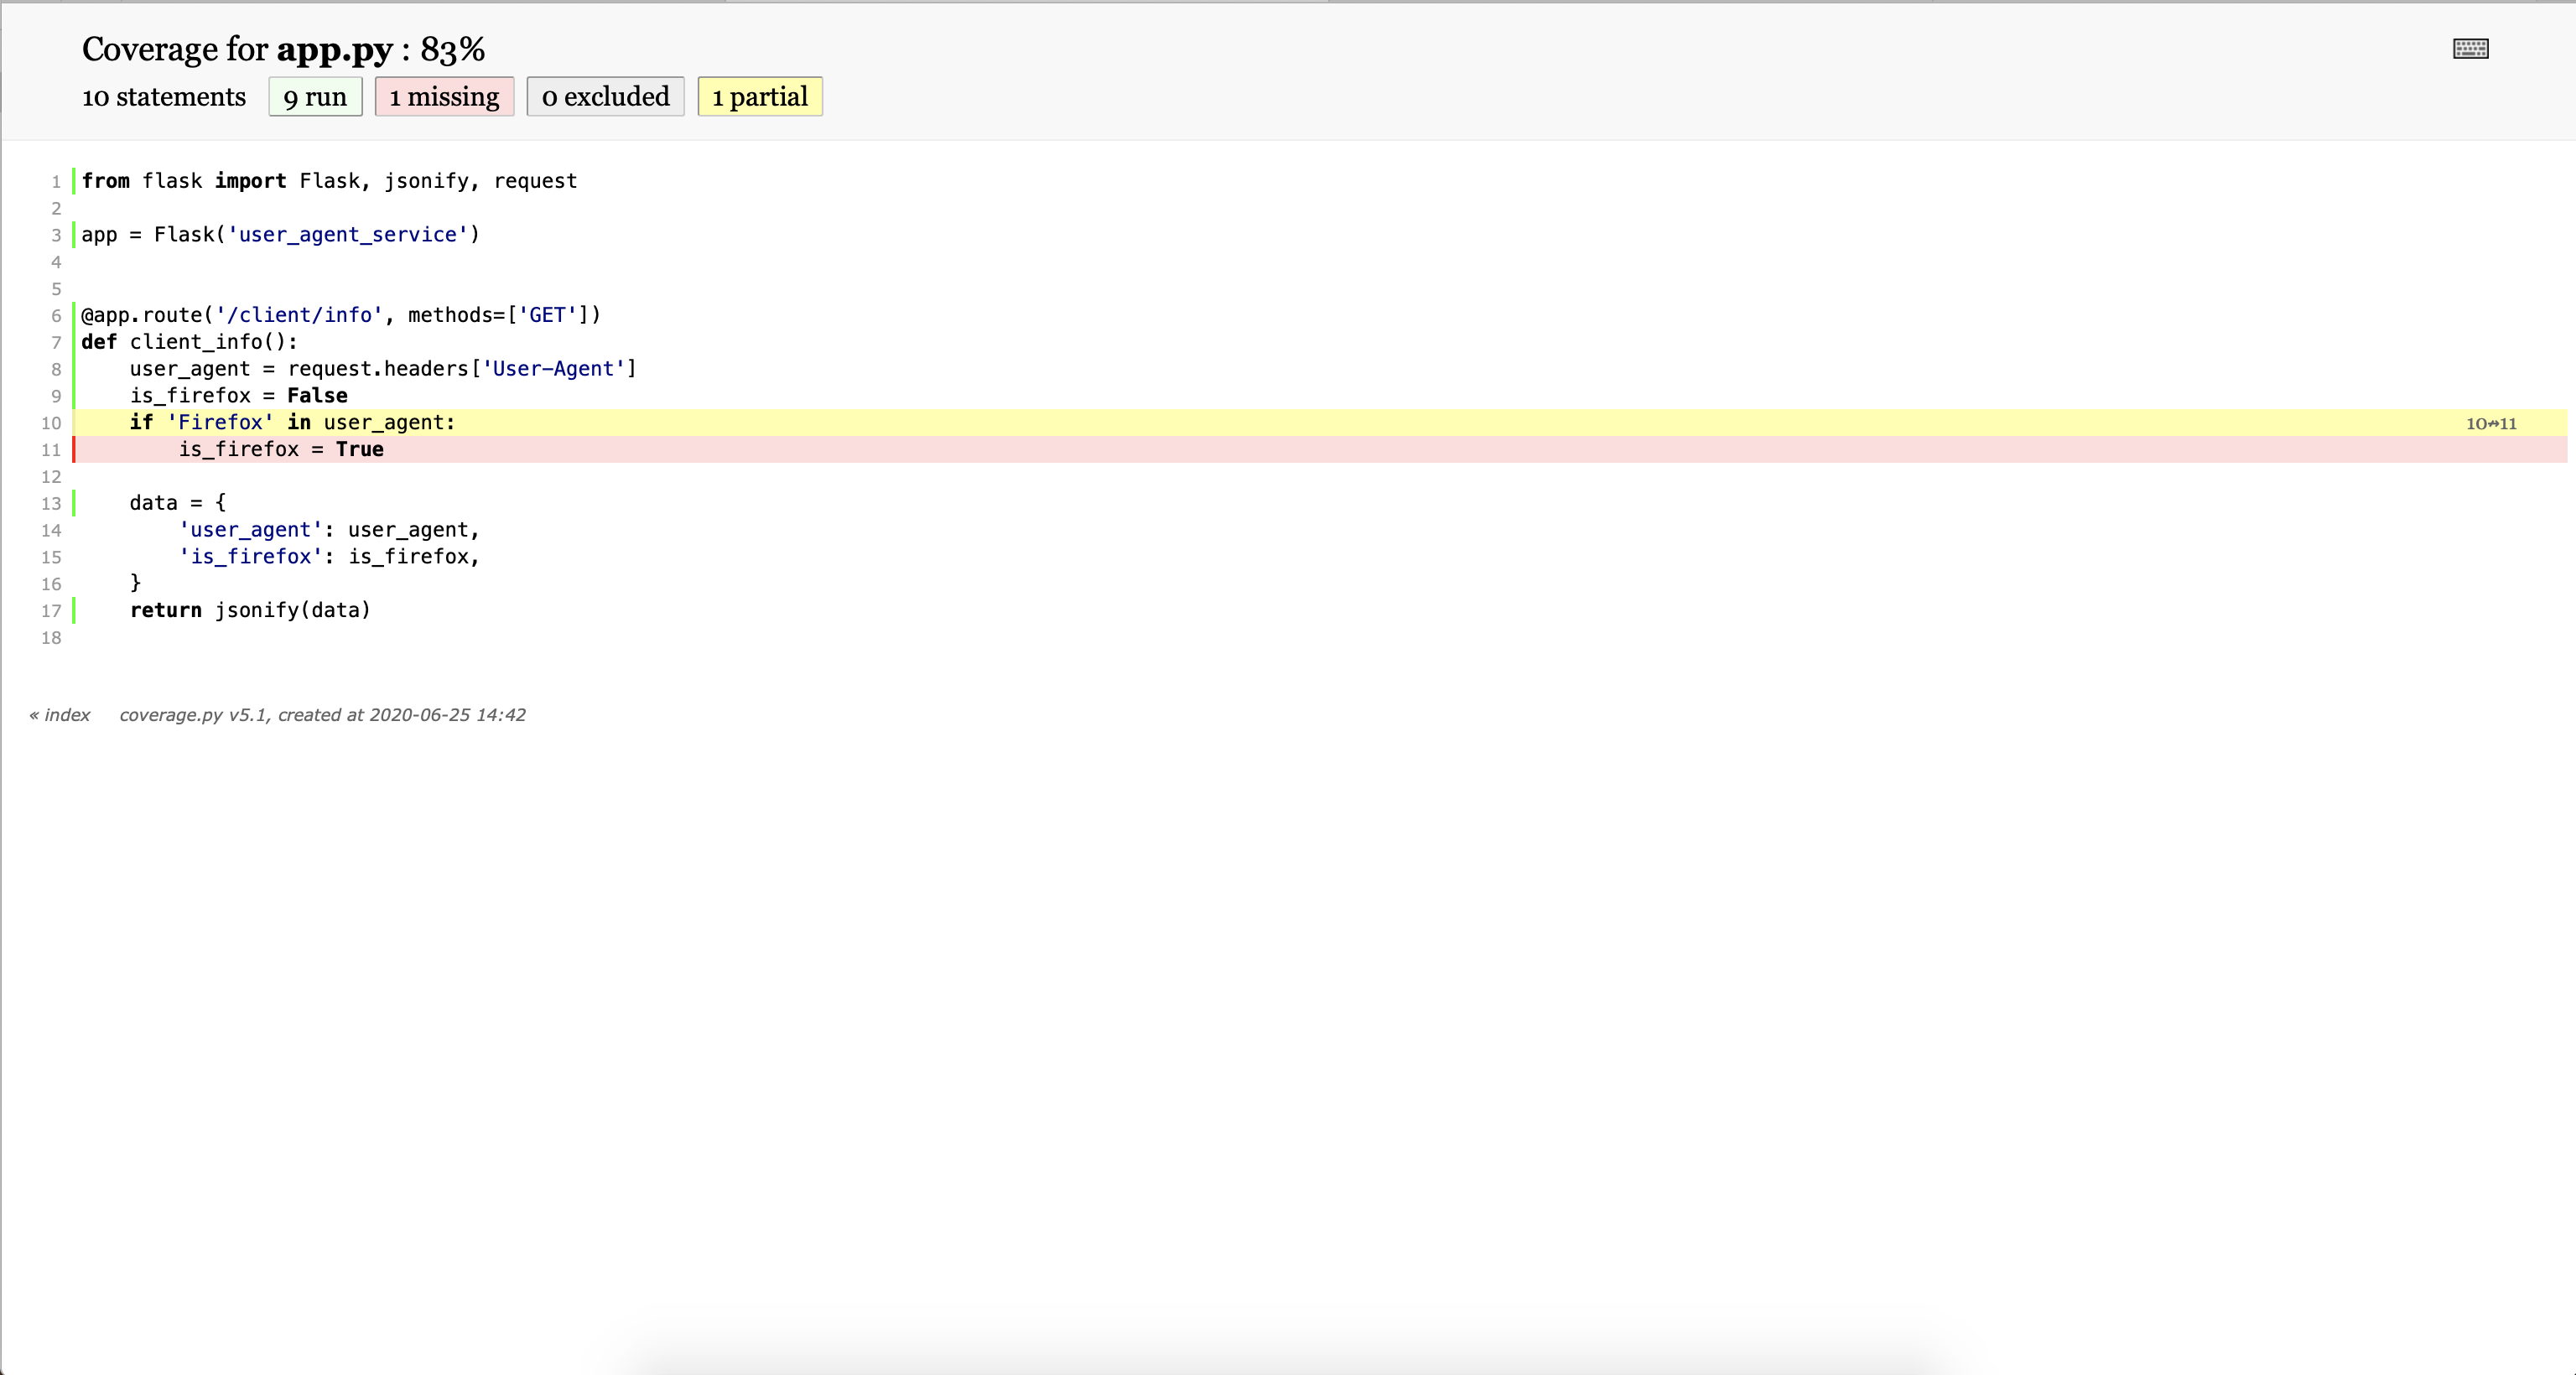 Coverage for app.py : 83%
10 statements 9 run 1 missing 0 excluded 1 partial
1 from flask import Flask, jsonify, request
2
3 app = Flask('user_agent_service')
4
5
6 @app.route('/client/info', methods=['GET'])
7 def client_info():
8     user_agent = request.headers['User-Agent']
9     is_firefox = False
10     if 'Firefox' in user_agent: 10↛11
11         is_firefox = True
12
13     data = {
14         'user_agent': user_agent,
15         'is_firefox': is_firefox,
16     }
17     return jsonify(data)
18
« index coverage.py v5.1, created at 2020-06-25 14:42